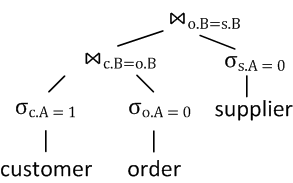 ⋈o.B=s.B
⋈c.B=o.B σs.A = 0
σc.A = 1 σo.A=0 supplier
customer order